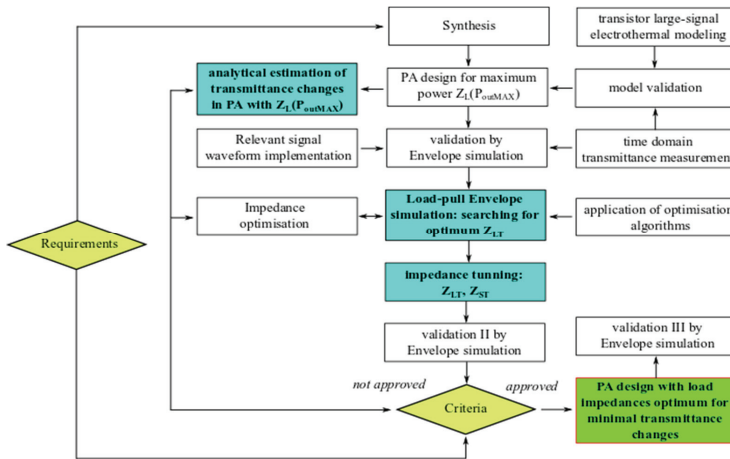 Synthesis
transistor large-signal
electrothermal modeling
analytical estimation of
transmittance changes
in PA with ZL(PoutMAX)
PA design for maximum
power ZL(PoutMAX)
model validation
Relevant signal
waveform implementation
validation by
Envelope simulation
time domain
transmittance measurement
Impedance
optimisation
Load-pull Envelope
simulation: searching for
optimum ZLT
application of optimisation
algorithms
Requirements
impedance tunning:
ZLT, ZST
validation II by
Envelope simulation
validation III by
Envelope simulation
not approved
approved
Criteria
PA design with load
impedances optimum for
minimal transmittance
changes